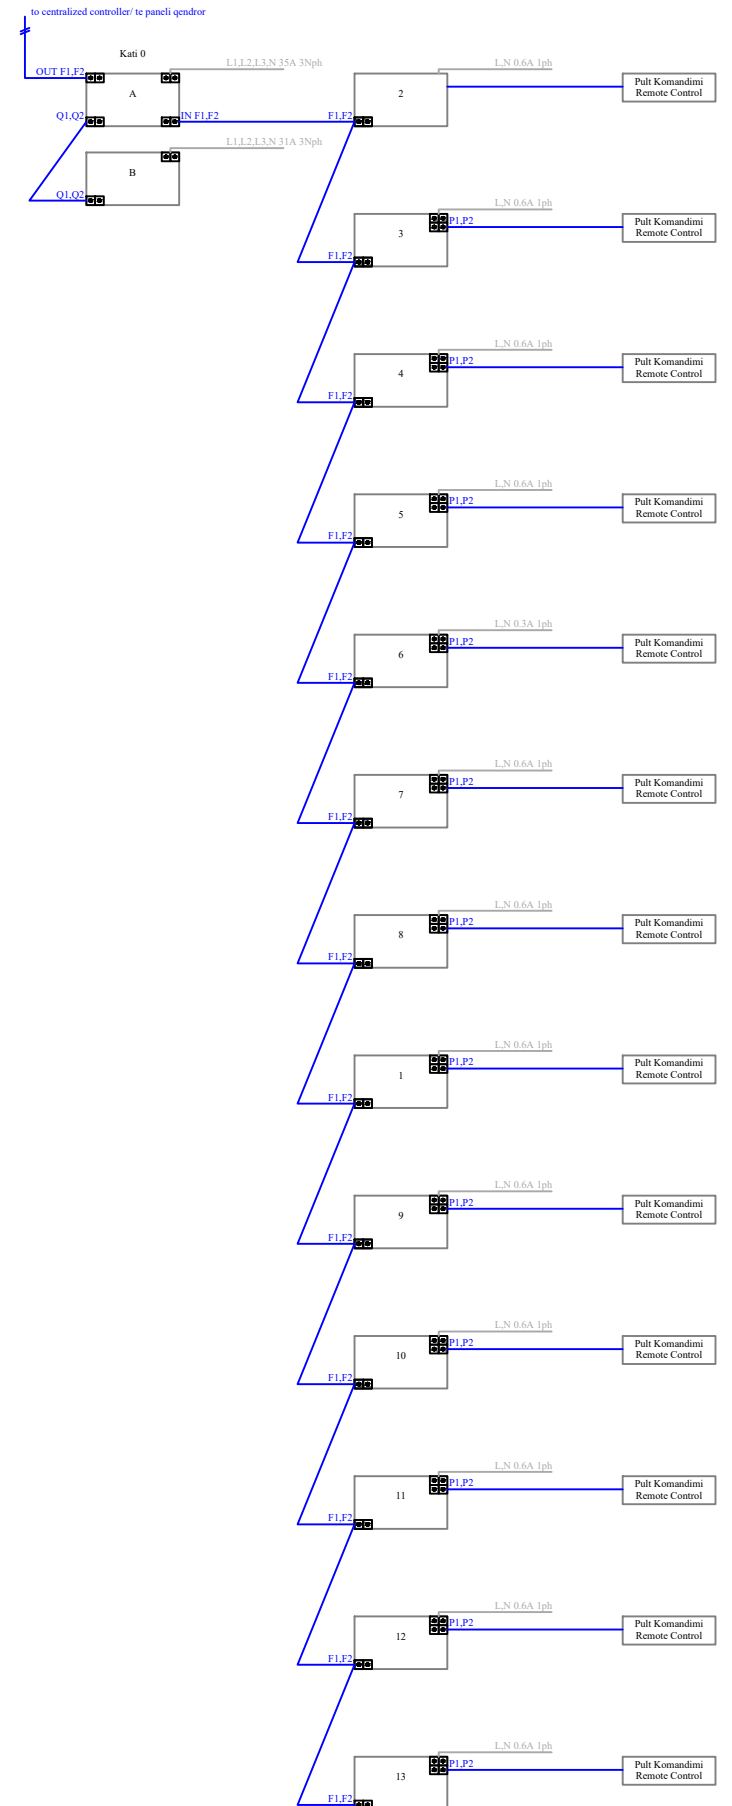 to centralized controller/ te paneli qendror
Kati 0
L1,L2,L3,N 35A 3Nph
L,N 0.6A 1ph
OUT F1,F2
A
2
Pult Komandimi
Remote Control
Q1,Q2
IN F1,F2
F1,F2
L1,L2,L3,N 31A 3Nph
B
Q1,Q2
L,N 0.6A 1ph
P1,P2
3
Pult Komandimi
Remote Control
F1,F2
L,N 0.6A 1ph
P1,P2
4
Pult Komandimi
Remote Control
F1,F2
L,N 0.6A 1ph
P1,P2
5
Pult Komandimi
Remote Control
F1,F2
L,N 0.3A 1ph
P1,P2
6
Pult Komandimi
Remote Control
F1,F2
L,N 0.6A 1ph
P1,P2
7
Pult Komandimi
Remote Control
F1,F2
L,N 0.6A 1ph
P1,P2
8
Pult Komandimi
Remote Control
F1,F2
L,N 0.6A 1ph
P1,P2
1
Pult Komandimi
Remote Control
F1,F2
L,N 0.6A 1ph
P1,P2
9
Pult Komandimi
Remote Control
F1,F2
L,N 0.6A 1ph
P1,P2
10
Pult Komandimi
Remote Control
F1,F2
L,N 0.6A 1ph
P1,P2
11
Pult Komandimi
Remote Control
F1,F2
L,N 0.6A 1ph
P1,P2
12
Pult Komandimi
Remote Control
F1,F2
L,N 0.6A 1ph
P1,P2
13
Pult Komandimi
Remote Control
F1,F2